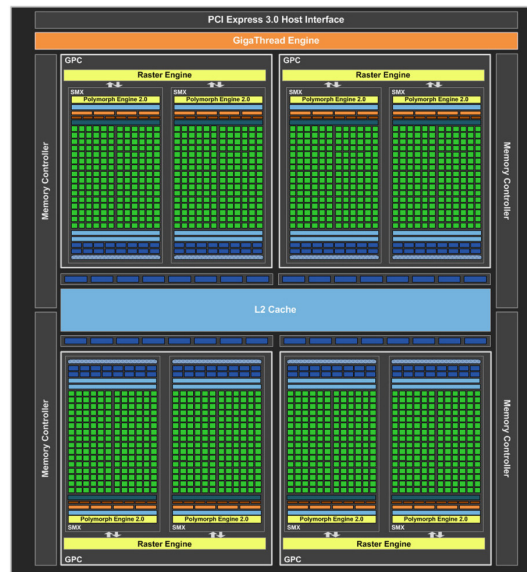 PCI Express 3.0 Host Interface
GigaThread Engine
GPC
GPC
Raster Engine
Raster Engine
SMX
SMX
SMX
SMX
Polymorph Engine 2.0
Polymorph Engine 2.0
Polymorph Engine 2.0
Polymorph Engine 2.0
Memory Controller
Memory Controller
L2 Cache
Memory Controller
Memory Controller
Polymorph Engine 2.0
Polymorph Engine 2.0
Polymorph Engine 2.0
Polymorph Engine 2.0
SMX
SMX
SMX
SMX
Raster Engine
Raster Engine
GPC
GPC